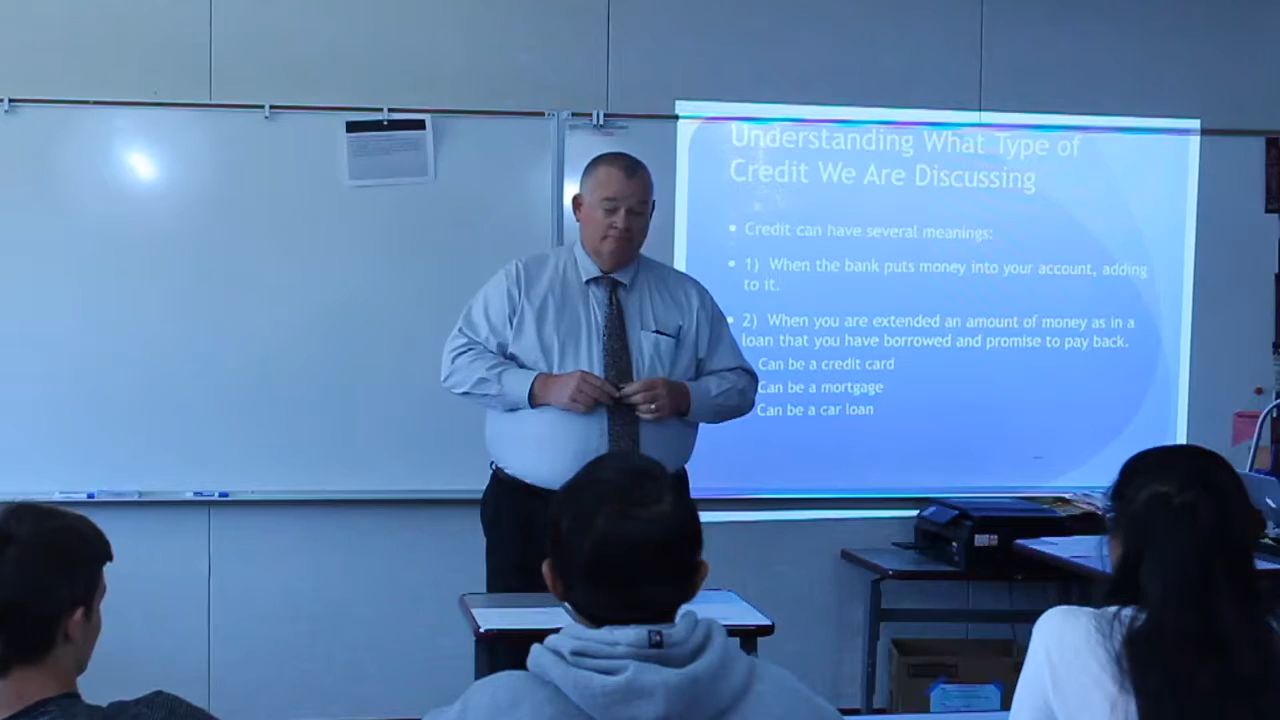 Understanding What Type of
Credit We Are Discussing
• Credit can have several meanings:
• 1) When the bank puts money into your account, adding
to it.
• 2) When you are extended an amount of money as in a
loan that you have borrowed and promise to pay back.
Can be a credit card
Can be a mortgage
Can be a car loan